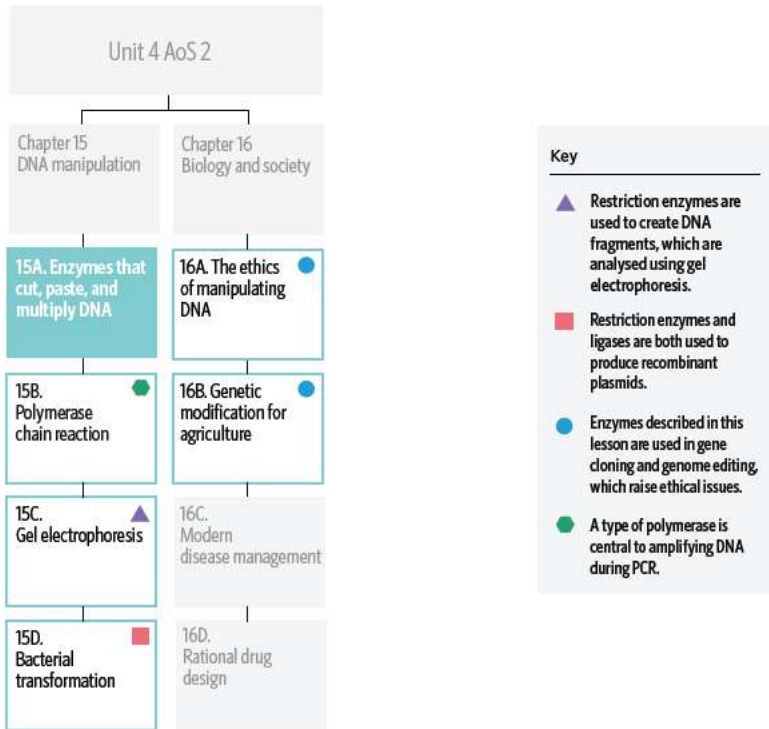 Unit 4 AoS 2
Chapter 15
DNA manipulation
Chapter 16
Biology and society
15A. Enzymes that
cut, paste, and
multiply DNA
16A. The ethics
of manipulating
DNA
15B.
Polymerase
chain reaction
16B. Genetic
modification for
agriculture
15C.
Gel electrophoresis
16C.
Modern
disease management
15D.
Bacterial
transformation
16D.
Rational drug
design
Key
Restriction enzymes are
used to create DNA
fragments, which are
analysed using gel
electrophoresis.
Restriction enzymes and
ligases are both used to
produce recombinant
plasmids.
Enzymes described in this
lesson are used in gene
cloning and genome editing,
which raise ethical issues.
A type of polymerase is
central to amplifying DNA
during PCR.